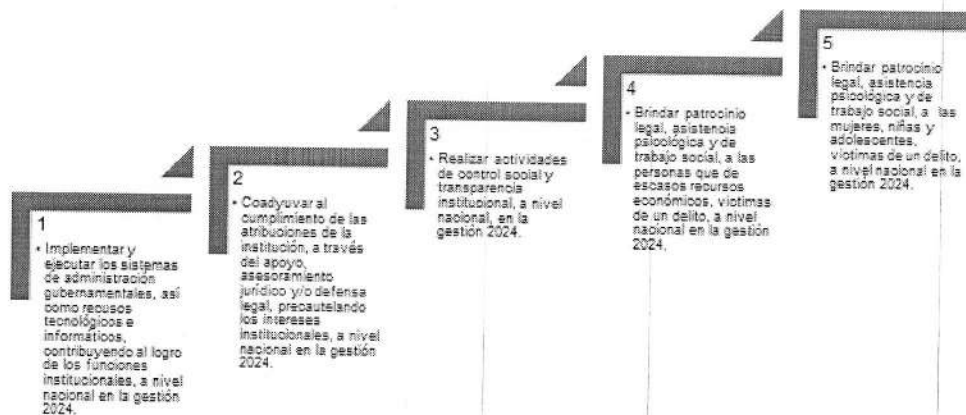 1
• Implementar y
ejecutar los sistemas
de administración
gubernamentales, así
como recusos
tecnológicos e
informáticos,
contribuyendo al logro
de los funciones
institucionales, a nivel
nacional en la gestión
2024.
2
• Coadyuvar al
cumplimiento de las
atribuciones de la
institución, a través
del apoyo,
asesoramiento
jurídico y/o defensa
legal, precautelando
los intereses
institucionales, a nivel
nacional en la gestión
2024.
3
• Realizar actividades
de control social y
transparencia
institucional, a nivel
nacional, en la
gestión 2024.
4
• Brindar patrocinio
legal, asistencia
psicológica y de
trabajo social, a las
personas que de
escasos recursos
económicos, víctimas
de un delito, a nivel
nacional en la gestión
2024.
5
• Brindar patrocinio
legal, asistencia
psicológica y de
trabajo social, a las
mujeres, niñas y
adolescentes,
víctimas de un delito,
a nivel nacional en la
gestión 2024.